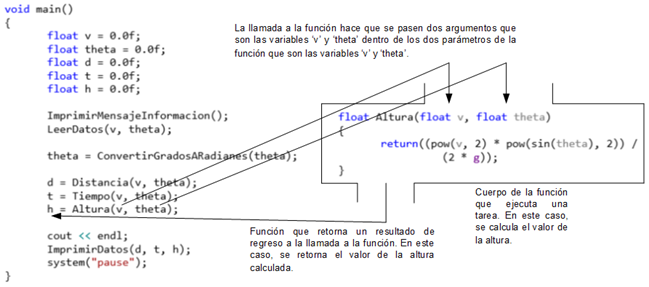 void main()
{
float v = 0.0f;
float theta = 0.0f;
float d = 0.0f;
float t = 0.0f;
float h = 0.0f;
ImprimirMensajeInformacion();
LeerDatos(v, theta);
theta = ConvertirGradosARadianes(theta);
d = Distancia(v, theta);
t = Tiempo(v, theta);
h = Altura(v, theta);
cout << endl;
ImprimirDatos(d, t, h);
system("pause");
}
La llamada a la función hace que se pasen dos argumentos que
son las variables 'v' y 'theta' dentro de los dos parámetros de la
función que son las variables 'v' y 'theta'.
float Altura(float v, float theta)
{
return((pow(v, 2) * pow(sin(theta), 2)) /
(2 * g));
}
Cuerpo de la función
que ejecuta una
tarea. En este caso,
se calcula el valor de
la altura.
Función que retorna un resultado de
regreso a la llamada a la función. En este
caso, se retorna el valor de la altura
calculada.